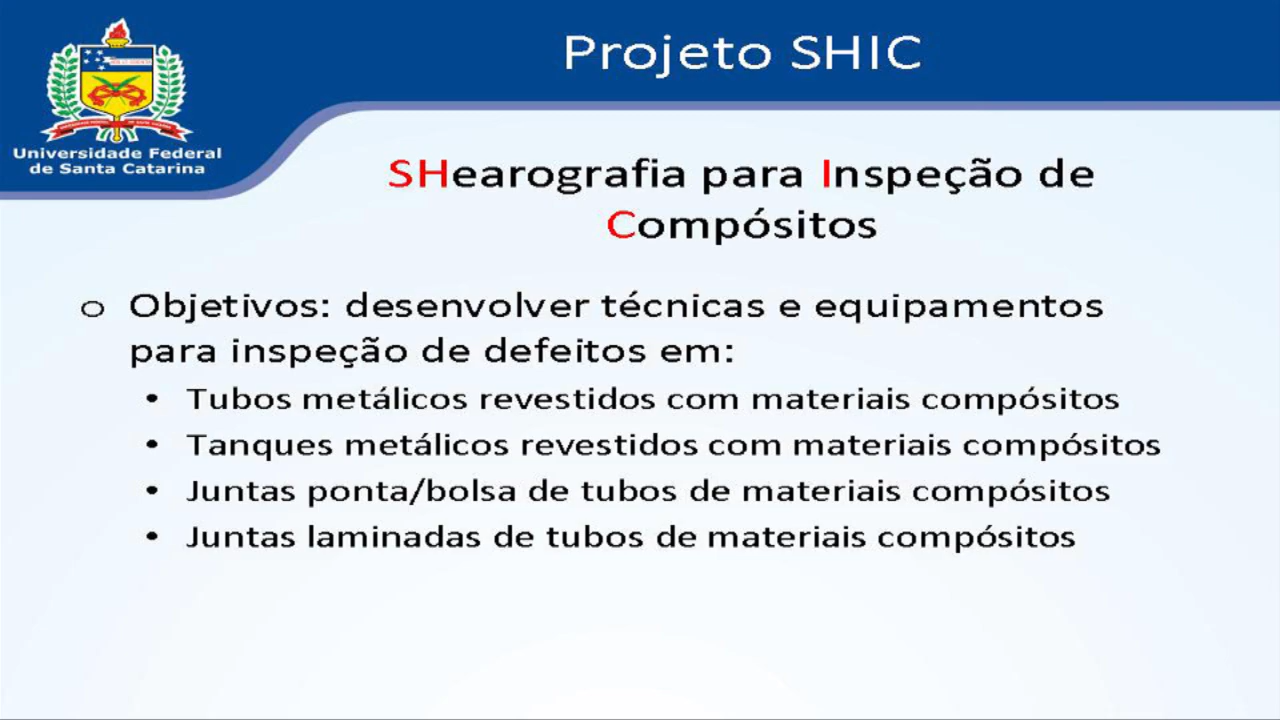 Projeto SHIC
Universidade Federal
de Santa Catarina
SHearografia para Inspeção de
Compósitos
o Objetivos: desenvolver técnicas e equipamentos
para inspeção de defeitos em:
• Tubos metálicos revestidos com materiais compósitos
• Tanques metálicos revestidos com materiais compósitos
• Juntas ponta/bolsa de tubos de materiais compósitos
• Juntas laminadas de tubos de materiais compósitos